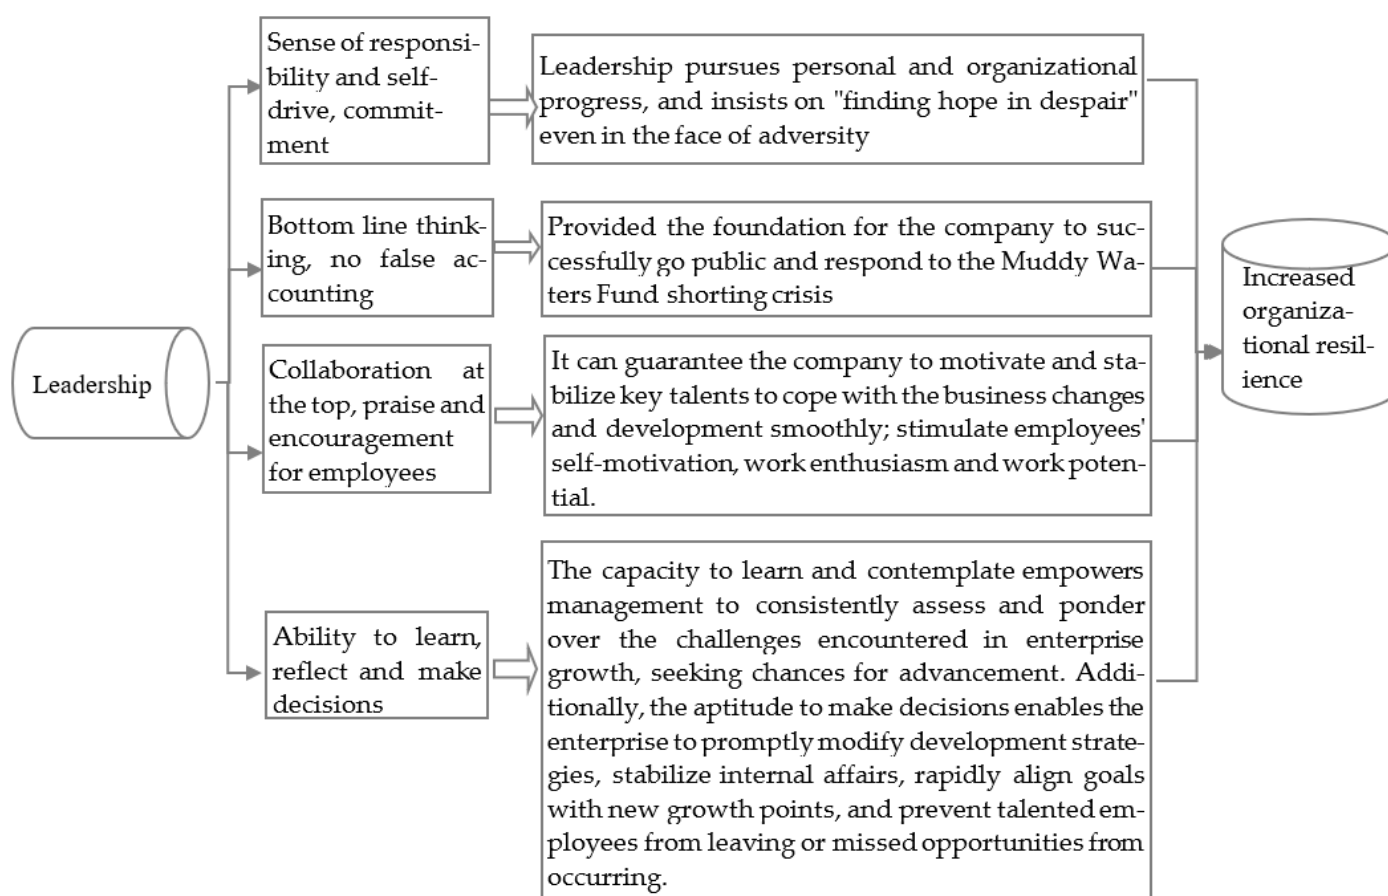 Sense of responsi-
bility and self-
drive, commit-
ment
Leadership pursues personal and organizational
progress, and insists on "finding hope in despair"
even in the face of adversity
Bottom line think-
ing, no false ac-
counting
Provided the foundation for the company to suc-
cessfully go public and respond to the Muddy Wa-
ters Fund shorting crisis
Leadership
Collaboration at
the top, praise and
encouragement
for employees
It can guarantee the company to motivate and sta-
bilize key talents to cope with the business changes
and development smoothly; stimulate employees'
self-motivation, work enthusiasm and work poten-
tial.
Ability to learn,
reflect and make
decisions
The capacity to learn and contemplate empowers
management to consistently assess and ponder
over the challenges encountered in enterprise
growth, seeking chances for advancement. Addi-
tionally, the aptitude to make decisions enables the
enterprise to promptly modify development strate-
gies, stabilize internal affairs, rapidly align goals
with new growth points, and prevent talented em-
ployees from leaving or missed opportunities from
occurring.
Increased
organiza-
tional resil-
ience